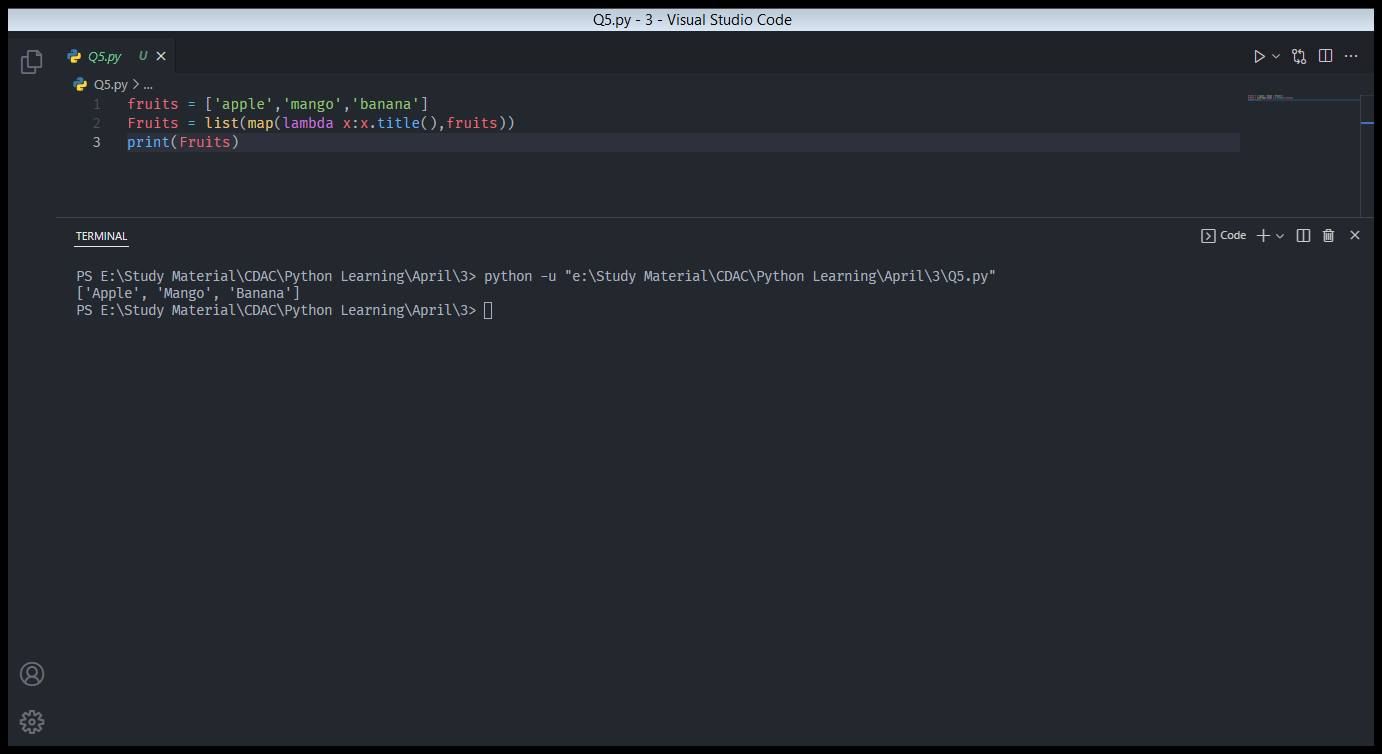 Q5.py - 3 - Visual Studio Code
Q5.py U
Q5.py > ...
1 fruits = ['apple','mango','banana']
2 Fruits = list(map(lambda x:x.title(),fruits))
3 print(Fruits)
TERMINAL
Code
PS E:\Study Material\CDAC\Python Learning\April\3> python -u "e:\Study Material\CDAC\Python Learning\April\3\Q5.py"
['Apple', 'Mango', 'Banana']
PS E:\Study Material\CDAC\Python Learning\April\3>